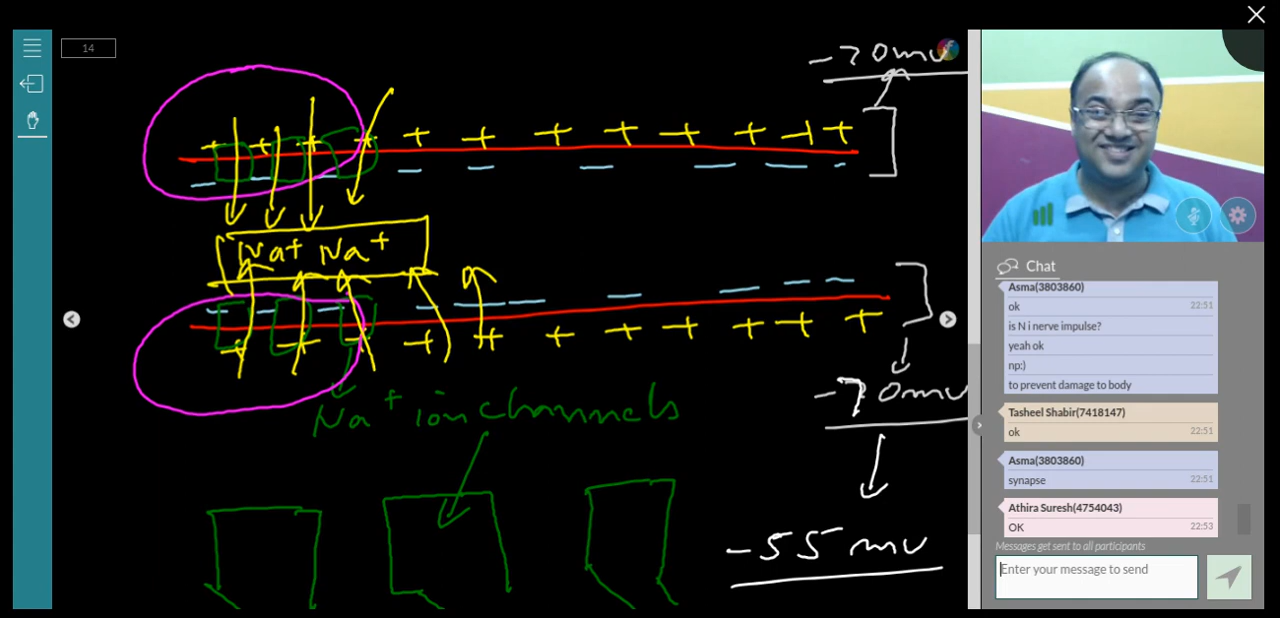 14
-70mv
Na+ Na+
Na+ ion channels
-70mv
-55mv
Chat
Asma(3803860)
ok 22:51
is N i nerve impulse?
yeah ok
np:)
to prevent damage to body
Tasheel Shabir(7418147)
ok 22:51
Asma(3803860)
synapse 22:51
Athira Suresh(4754043)
OK 22:53
Messages get sent to all participants
Enter your message to send